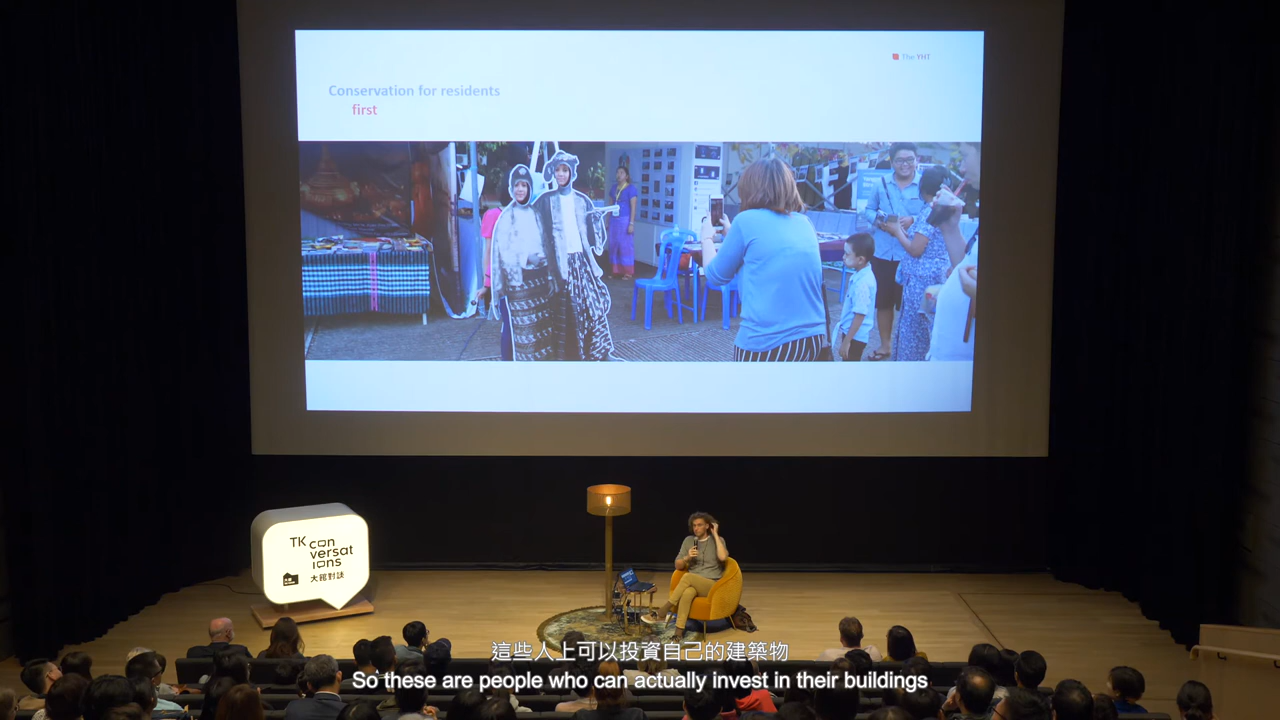 The YHT
Conservation for residents
first
TK
con
versat
ions
大館對談
這些人上可以投資自己的建築物
So these are people who can actually invest in their buildings